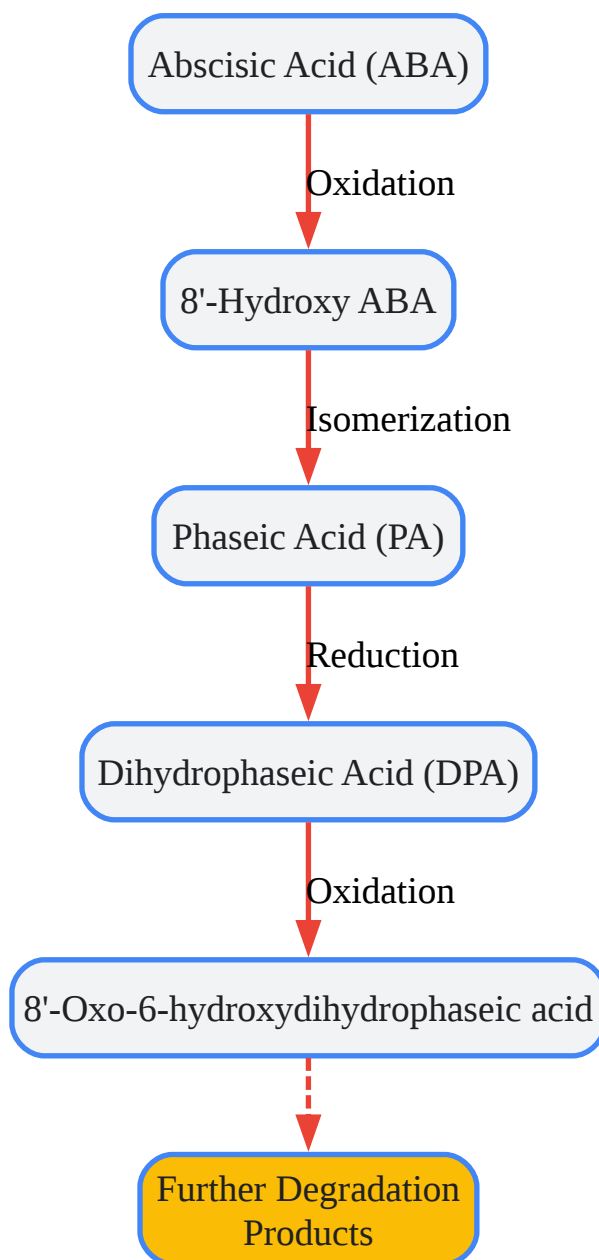 Abscisic Acid (ABA)
Oxidation
8'-Hydroxy ABA
Isomerization
Phaseic Acid (PA)
Reduction
Dihydrophaseic Acid (DPA)
Oxidation
8'-Oxo-6-hydroxydihydrophaseic acid
Further Degradation
Products